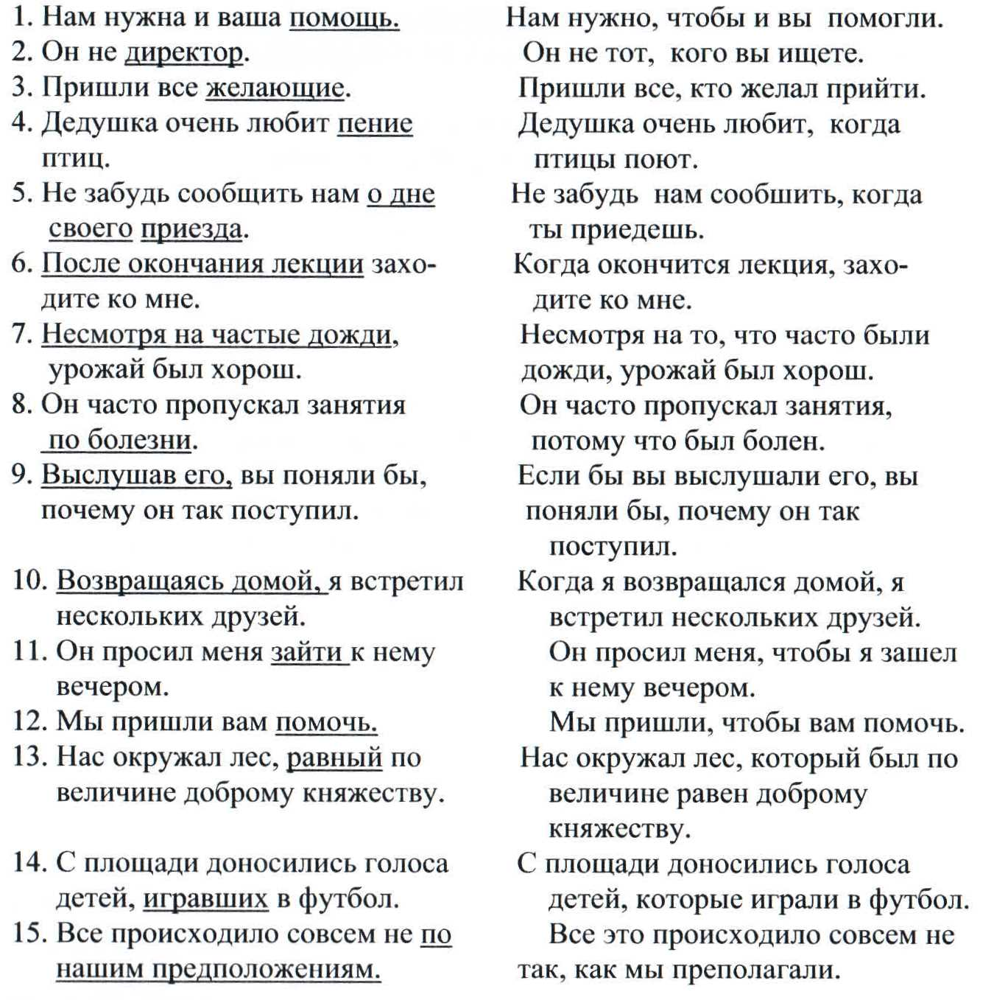 1. Нам нужна и ваша помощь.
Нам нужно, чтобы и вы помогли.
2. Он не директор.
Он не тот, кого вы ищете.
3. Пришли все желающие.
Пришли все, кто желал прийти.
4. Дедушка очень любит пение
Дедушка очень любит, когда
птиц.
птицы поют.
5. Не забудь сообщить нам о дне
Не забудь нам сообшить, когда
своего приезда.
ты приедешь.
6. После окончания лекции захо-
Когда окончится лекция, захо-
дите ко мне.
дите ко мне.
7. Несмотря на частые дожди,
Несмотря на то, что часто были
урожай был хорош.
дожди, урожай был хорош.
8. Он часто пропускал занятия
Он часто пропускал занятия,
по болезни.
потому что был болен.
9. Выслушав его, вы поняли бы,
Если бы вы выслушали его, вы
почему он так поступил.
поняли бы, почему он так
поступил.
10. Возвращаясь домой, я встретил
Когда я возвращался домой, я
нескольких друзей.
встретил нескольких друзей.
11. Он просил меня зайти к нему
Он просил меня, чтобы я зашел
вечером.
к нему вечером.
12. Мы пришли вам помочь.
Мы пришли, чтобы вам помочь.
13. Нас окружал лес, равный по
Нас окружал лес, который был по
величине доброму княжеству.
величине равен доброму
княжеству.
14. С площади доносились голоса
С площади доносились голоса
детей, игравших в футбол.
детей, которые играли в футбол.
15. Все происходило совсем не по
Все это происходило совсем не
нашим предположениям.
так, как мы преполагали.